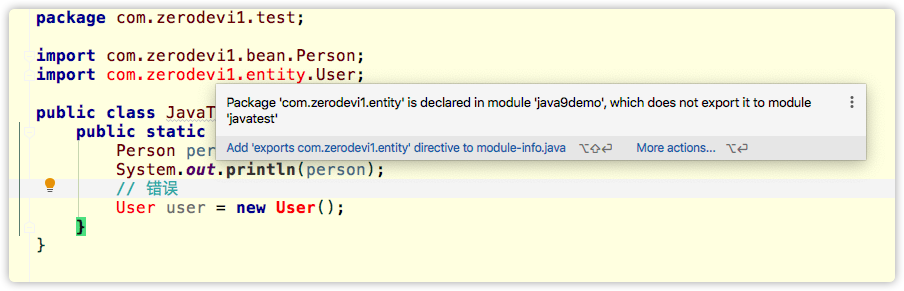 package com.zerodevi1.test;
import com.zerodevi1.bean.Person;
import com.zerodevi1.entity.User;
Package 'com.zerodevi1.entity' is declared in module 'java9demo', which does not export it to module
'javatest'
public class JavaT
Add 'exports com.zerodevi1.entity' directive to module-info.java ⌥⇧⏎ More actions... ⌥⏎
public static
Person per
System.out.println(person);
// 错误
User user = new User();
}
}